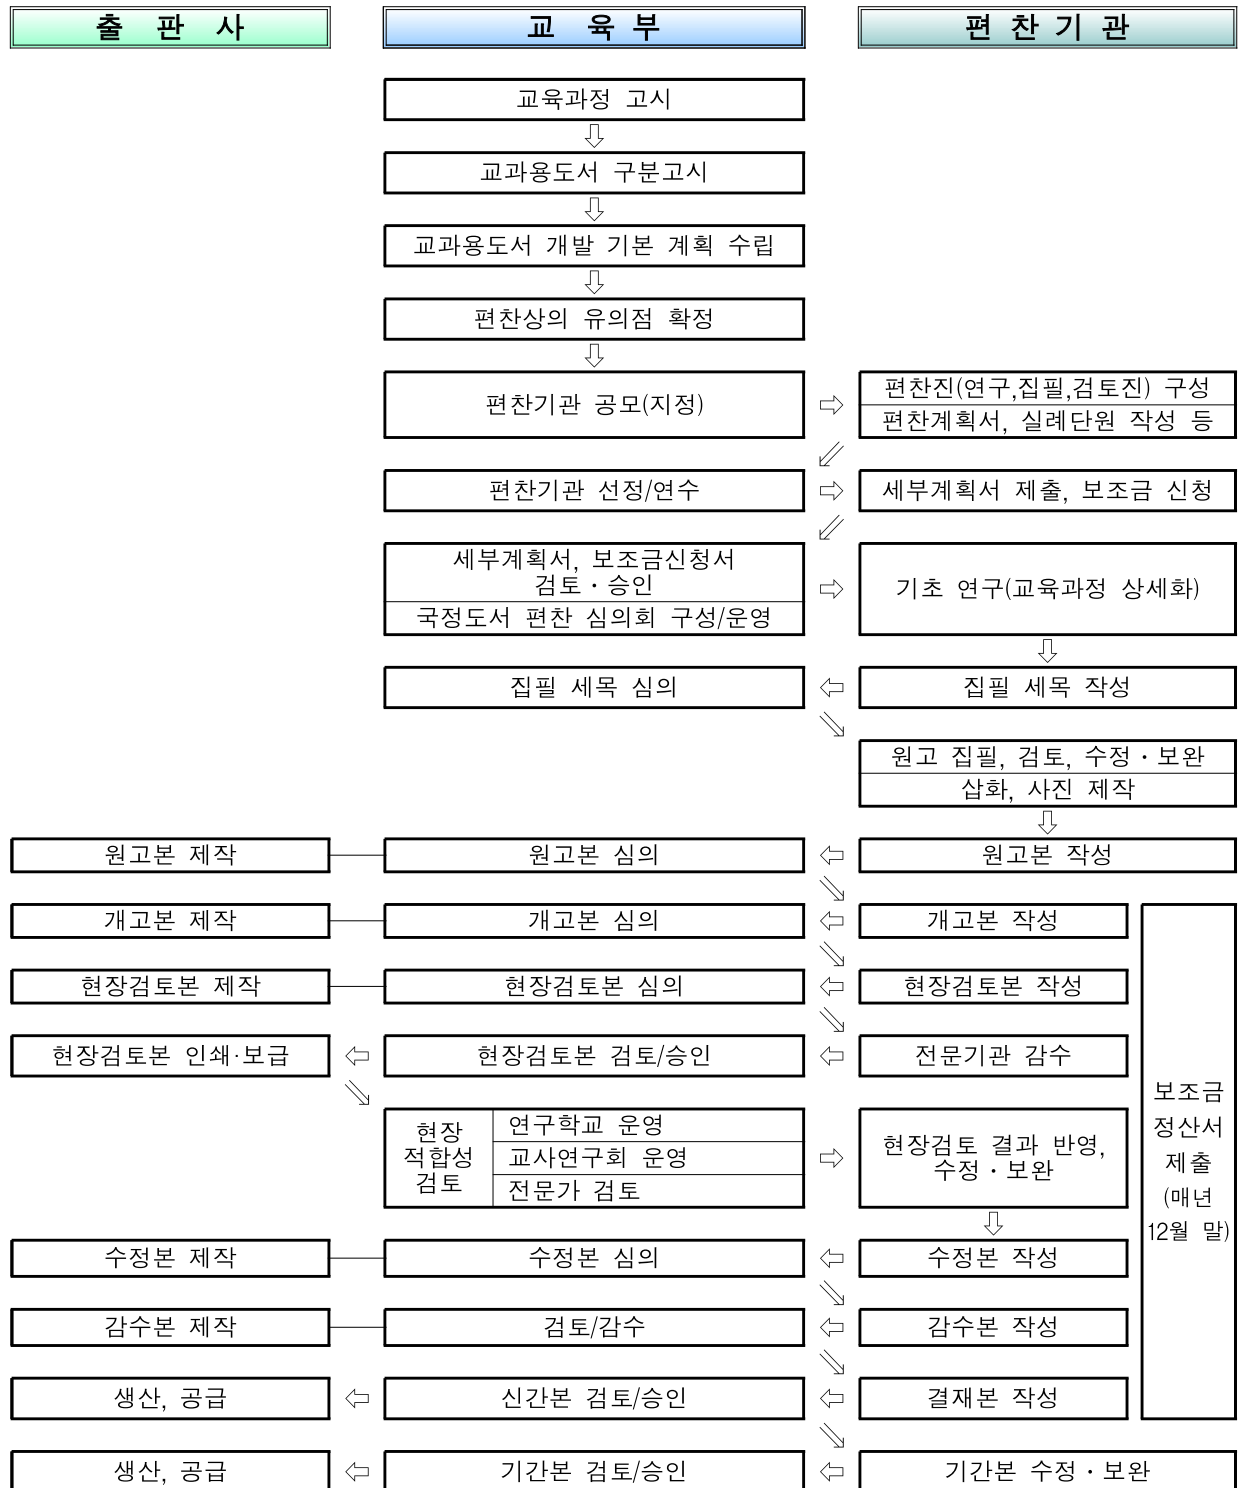 출 판 사
교 육 부
편 찬 기 관
교육과정 고시
교과용도서 구분고시
교과용도서 개발 기본 계획 수립
편찬상의 유의점 확정
편찬기관 공모(지정)
편찬진(연구,집필,검토진) 구성
편찬계획서, 실례단원 작성 등
편찬기관 선정/연수
세부계획서 제출, 보조금 신청
세부계획서, 보조금신청서
검토·승인
국정도서 편찬 심의회 구성/운영
기초 연구(교육과정 상세화)
집필 세목 심의
집필 세목 작성
원고 집필, 검토, 수정·보완
삽화, 사진 제작
원고본 제작
원고본 심의
원고본 작성
개고본 제작
개고본 심의
개고본 작성
현장검토본 제작
현장검토본 심의
현장검토본 작성
현장검토본 인쇄·보급
현장검토본 검토/승인
전문기관 감수
현장
적합성
검토
연구학교 운영
교사연구회 운영
전문가 검토
현장검토 결과 반영,
수정·보완
보조금
정산서
제출
(매년
12월 말)
수정본 제작
수정본 심의
수정본 작성
감수본 제작
검토/감수
감수본 작성
생산, 공급
신간본 검토/승인
결재본 작성
생산, 공급
기간본 검토/승인
기간본 수정·보완